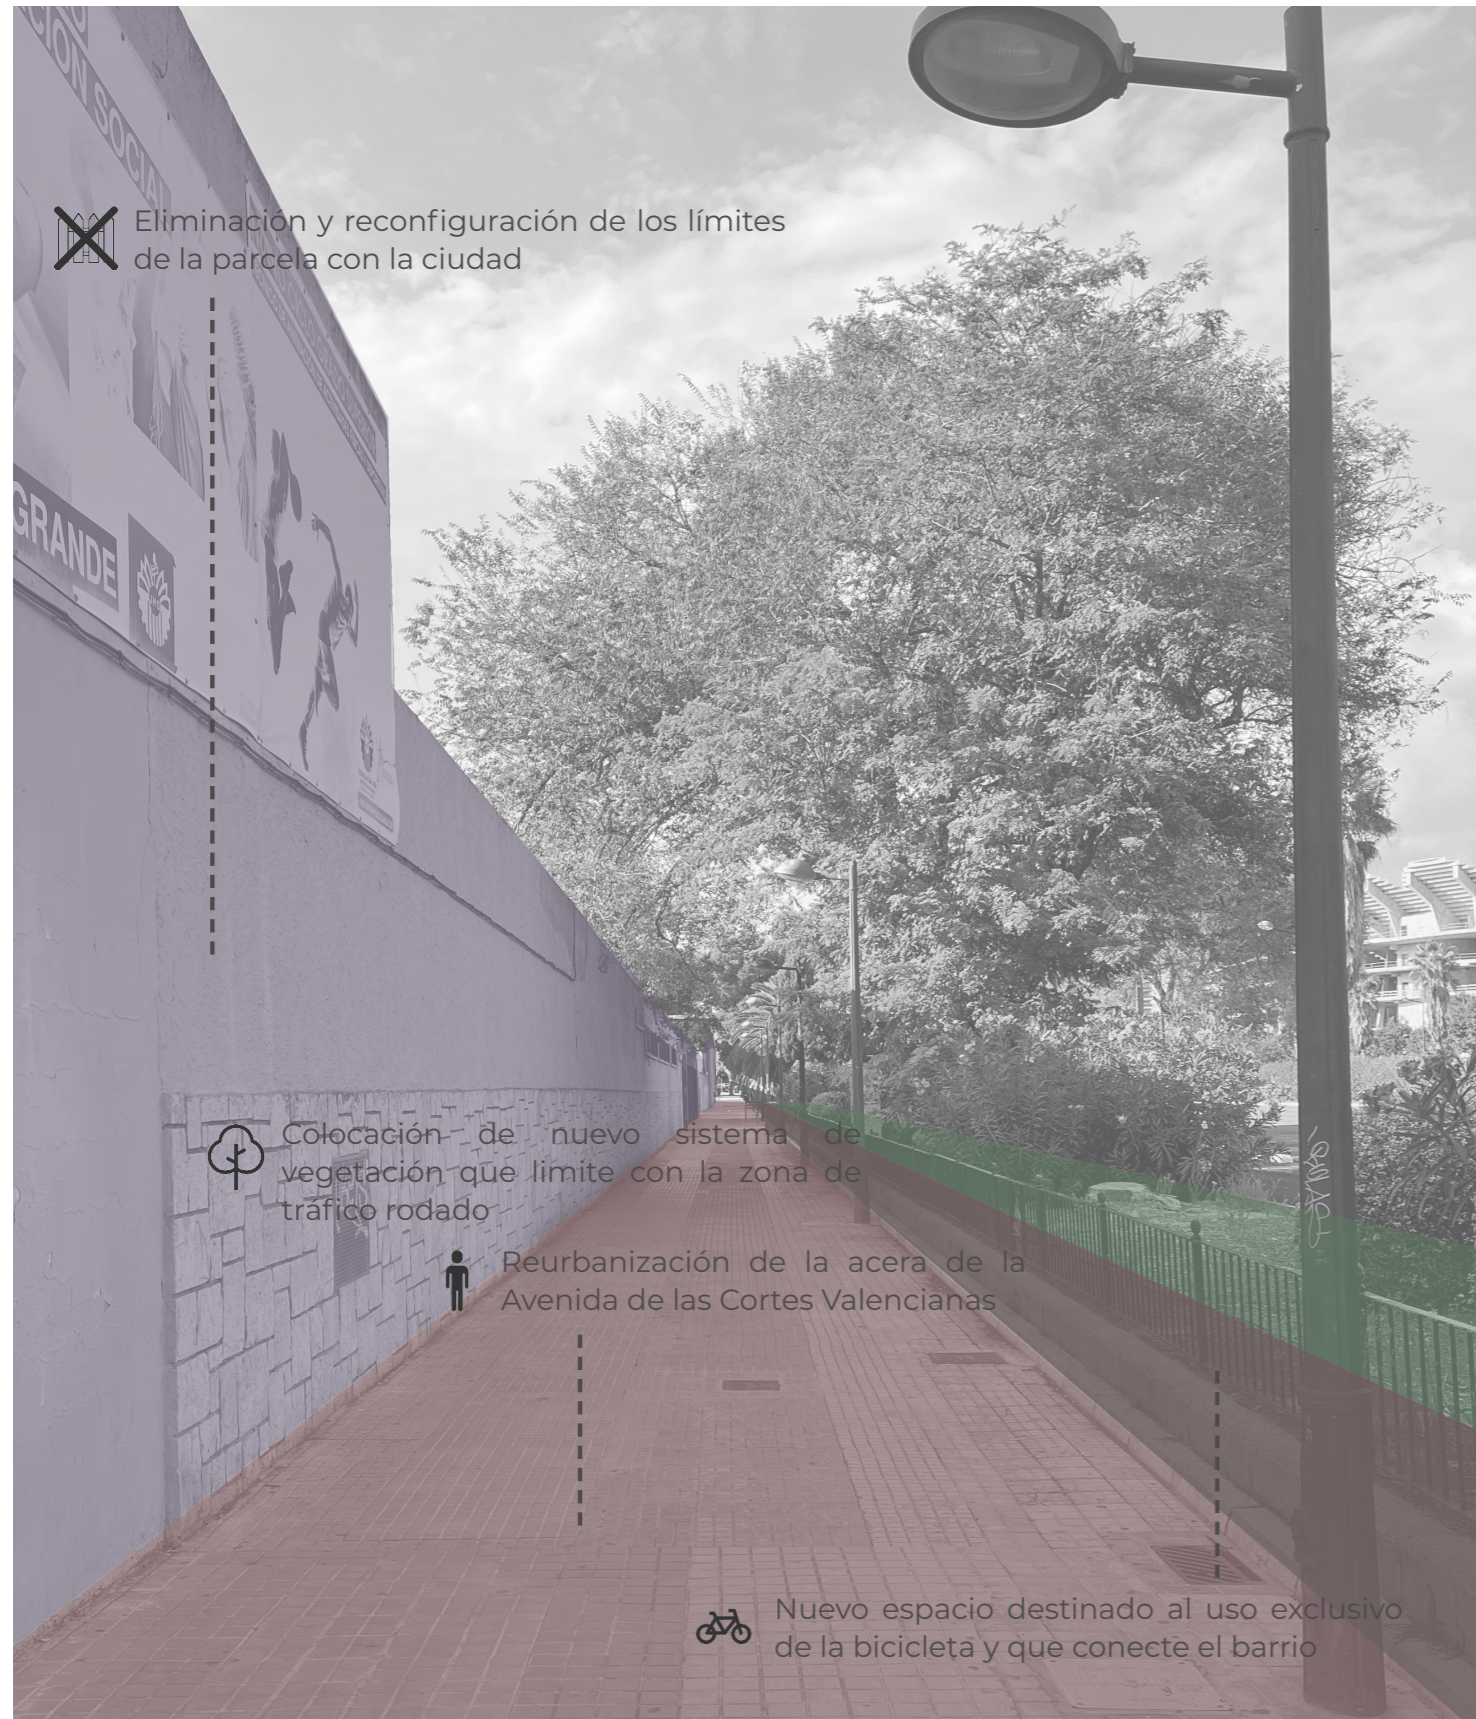 CIÓN SOCIAL
Eliminación y reconfiguración de los límites
de la parcela con la ciudad
GRANDE
Colocación de nuevo sistema de
vegetación que limite con la zona de
tráfico rodado
Reurbanización de la acera de la
Avenida de las Cortes Valencianas
Nuevo espacio destinado al uso exclusivo
de la bicicleta y que conecte el barrio